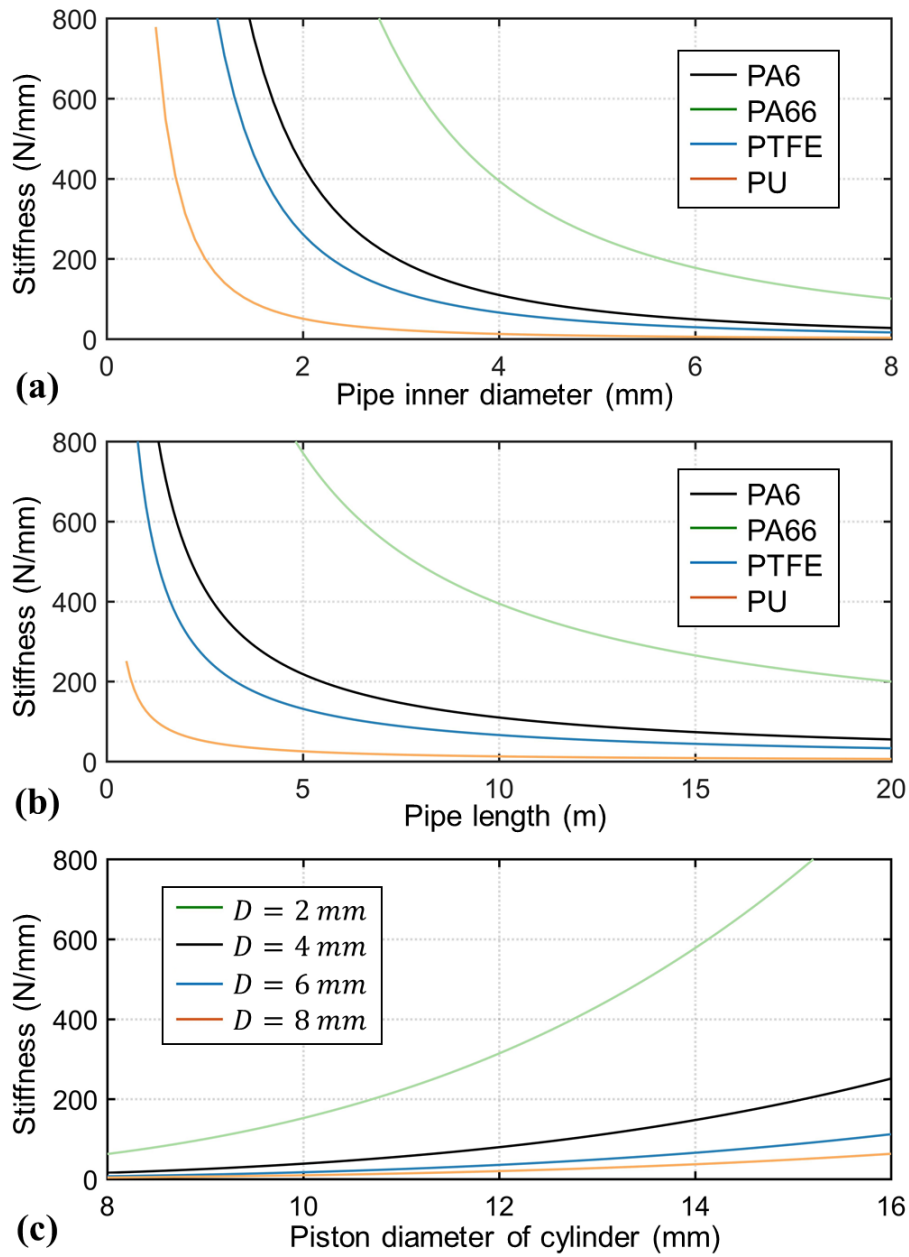 800
600
400
200
0
Stiffness (N/mm)
PA6
PA66
PTFE
PU
0 2 4 6 8
(a) Pipe inner diameter (mm)
800
600
400
200
0
Stiffness (N/mm)
PA6
PA66
PTFE
PU
0 5 10 15 20
(b) Pipe length (m)
800
600
400
200
0
Stiffness (N/mm)
D = 2 mm
D = 4 mm
D = 6 mm
D = 8 mm
8 10 12 14 16
(c) Piston diameter of cylinder (mm)